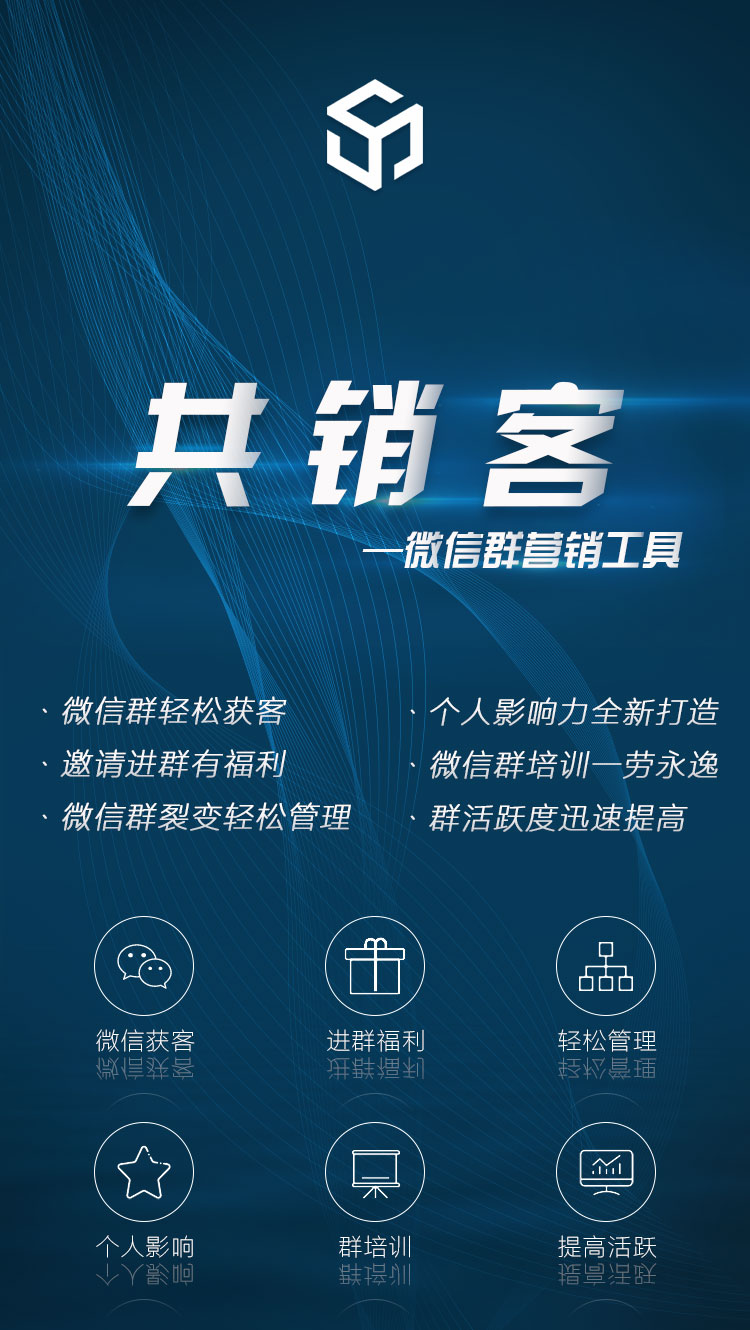 共销客
—微信群营销工具
· 微信群轻松获客
· 邀请进群有福利
· 微信群裂变轻松管理
· 个人影响力全新打造
· 微信群培训一劳永逸
· 群活跃度迅速提高
微信获客
进群福利
轻松管理
个人影响
群培训
提高活跃